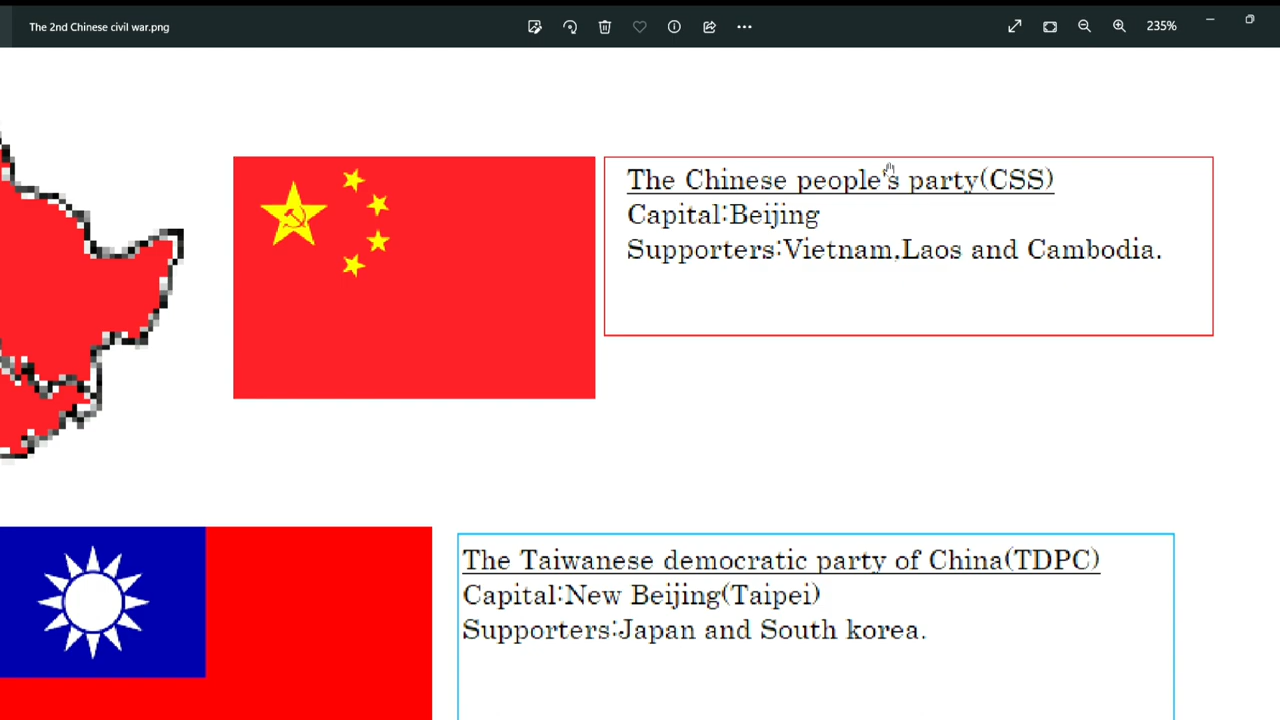 The 2nd Chinese civil war.png
235%
The Chinese people's party(CSS)
Capital:Beijing
Supporters:Vietnam,Laos and Cambodia.
The Taiwanese democratic party of China(TDPC)
Capital:New Beijing(Taipei)
Supporters:Japan and South korea.